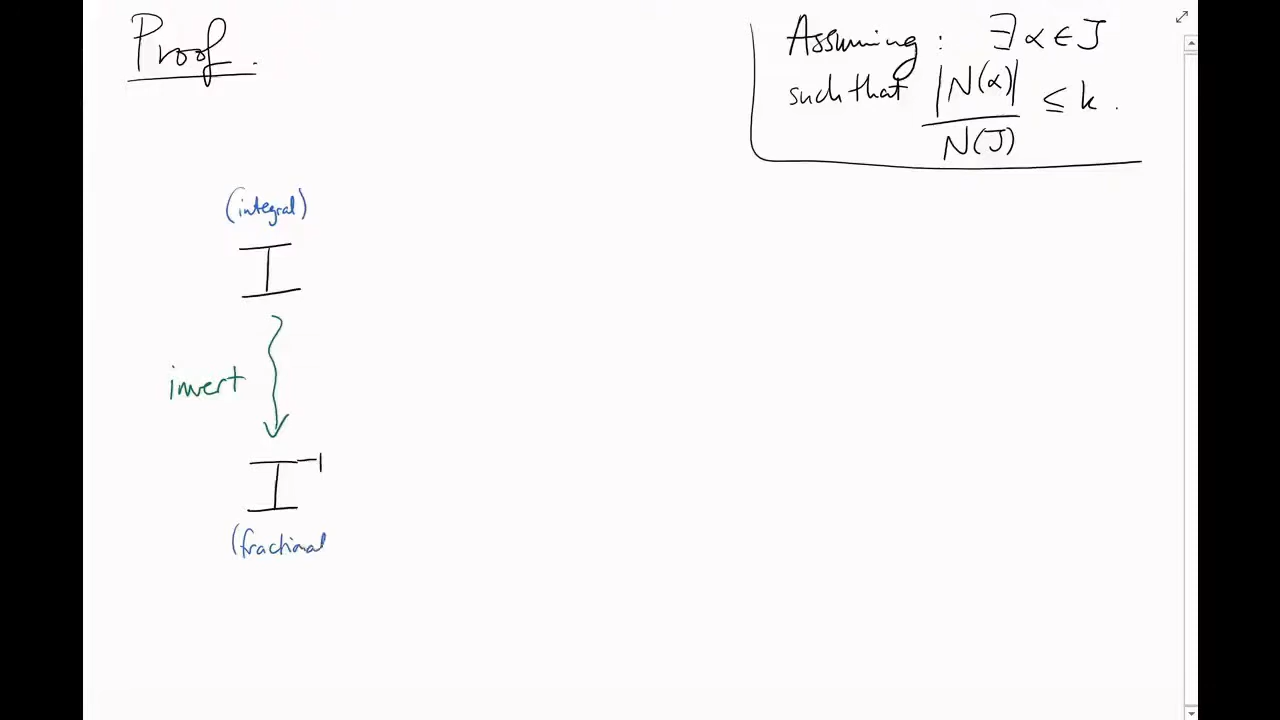 Proof.
Assuming: ∃ α ∈ J
such that |N(α)| / N(J) ≤ k.
(integral)
I
invert
I⁻¹
(fractional